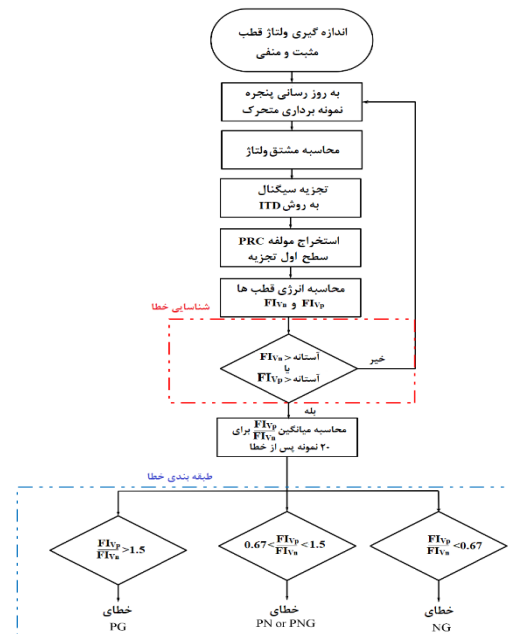 اندازه گیری ولتاژ قطب
مثبت و منفی
به روز رسانی پنجره
نمونه برداری متحرک
محاسبه مشتق ولتاژ
تجزیه سیگنال
به روش ITD
استخراج مولفه PRC
سطح اول تجزیه
محاسبه انرژی قطب ها
FIVp و FIVn
شناسایی خطا
FIVn > آستانه
یا
FIVp > آستانه
خیر
بله
محاسبه میانگین FIVp/FIVn برای
۲۰ نمونه پس از خطا
طبقه بندی خطا
FIVp/FIVn >1.5
0.67< FIVp/FIVn <1.5
FIVp/FIVn <0.67
خطای
PG
خطای
PN or PNG
خطای
NG